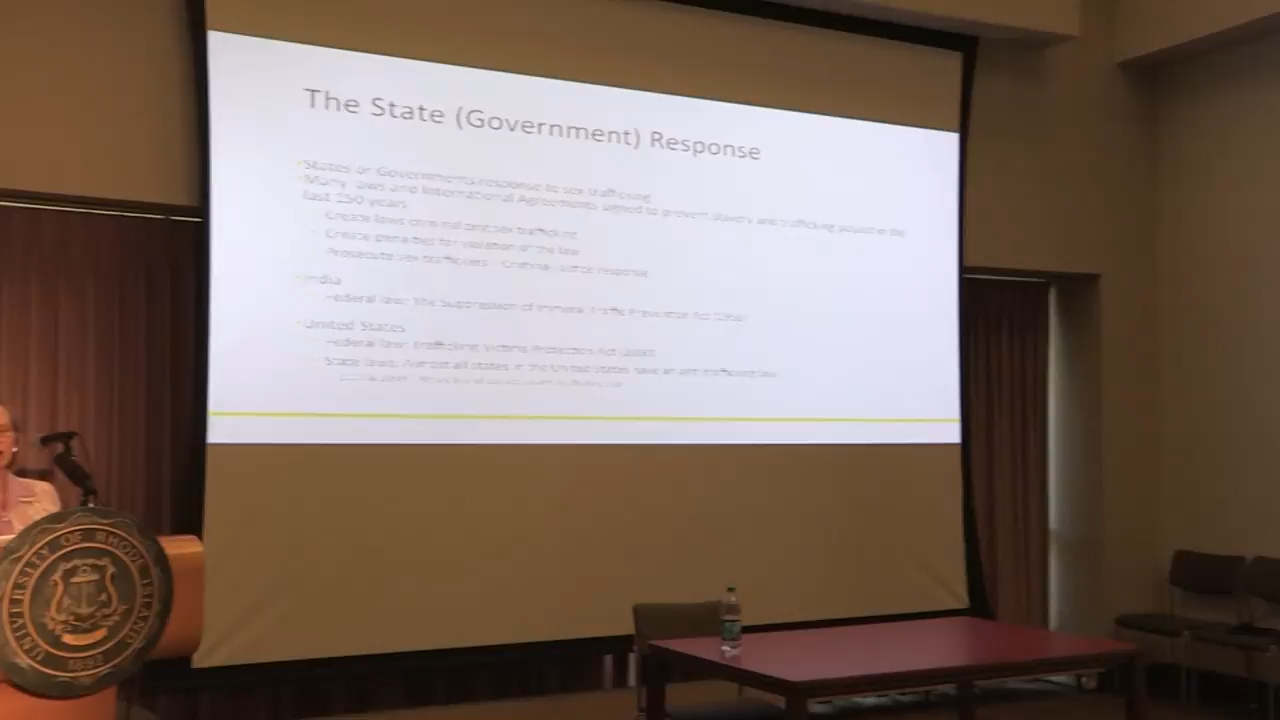 The State (Government) Response
States or Governments response to sex trafficking
Many laws and International Agreements signed to prevent slavery and trafficking passed in the
last 150 years
Create laws criminalizing sex trafficking
Create penalties for violation of the law
Prosecute sex traffickers - Criminal justice response
India
Federal law: The Suppression of Immoral Traffic Prevention Act
United States
Federal law: Trafficking Victims Protection Act
State laws: Almost all states in the United States have an anti-trafficking law
UNIVERSITY OF RHODE ISLAND
1892